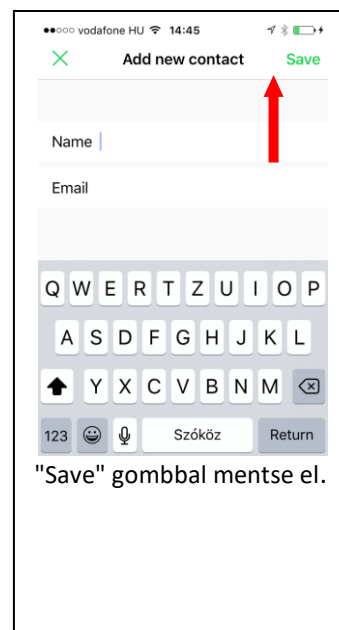 vodafone HU 14:45
Add new contact Save
Name
Email
Q W E R T Z U I O P
A S D F G H J K L
Y X C V B N M
123 Szóköz Return
"Save" gombbal mentse el.